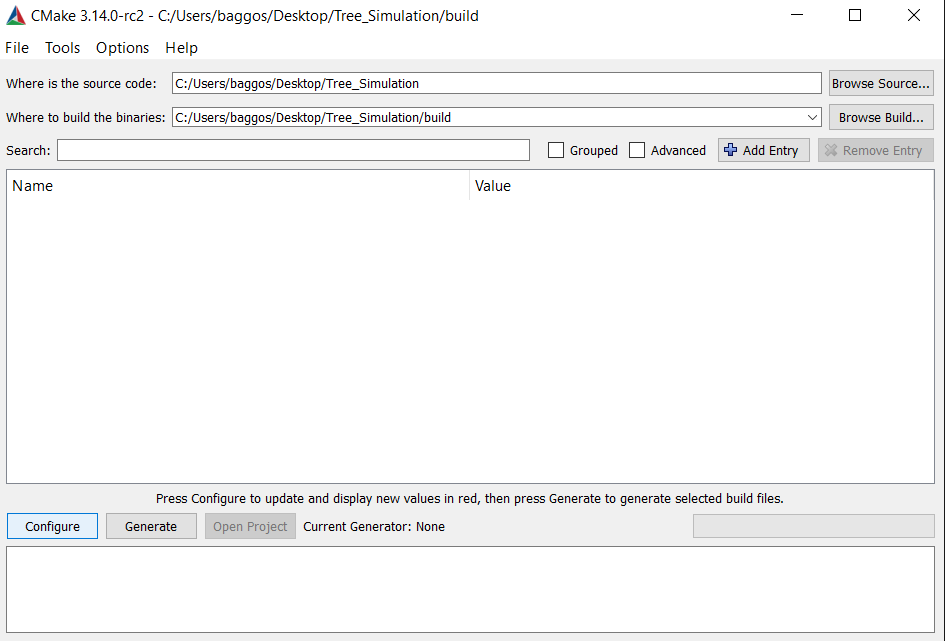 CMake 3.14.0-rc2 - C:/Users/baggos/Desktop/Tree_Simulation/build
File Tools Options Help
Where is the source code: C:/Users/baggos/Desktop/Tree_Simulation Browse Source...
Where to build the binaries: C:/Users/baggos/Desktop/Tree_Simulation/build Browse Build...
Search: Grouped Advanced Add Entry Remove Entry
Name Value
Press Configure to update and display new values in red, then press Generate to generate selected build files.
Configure Generate Open Project Current Generator: None